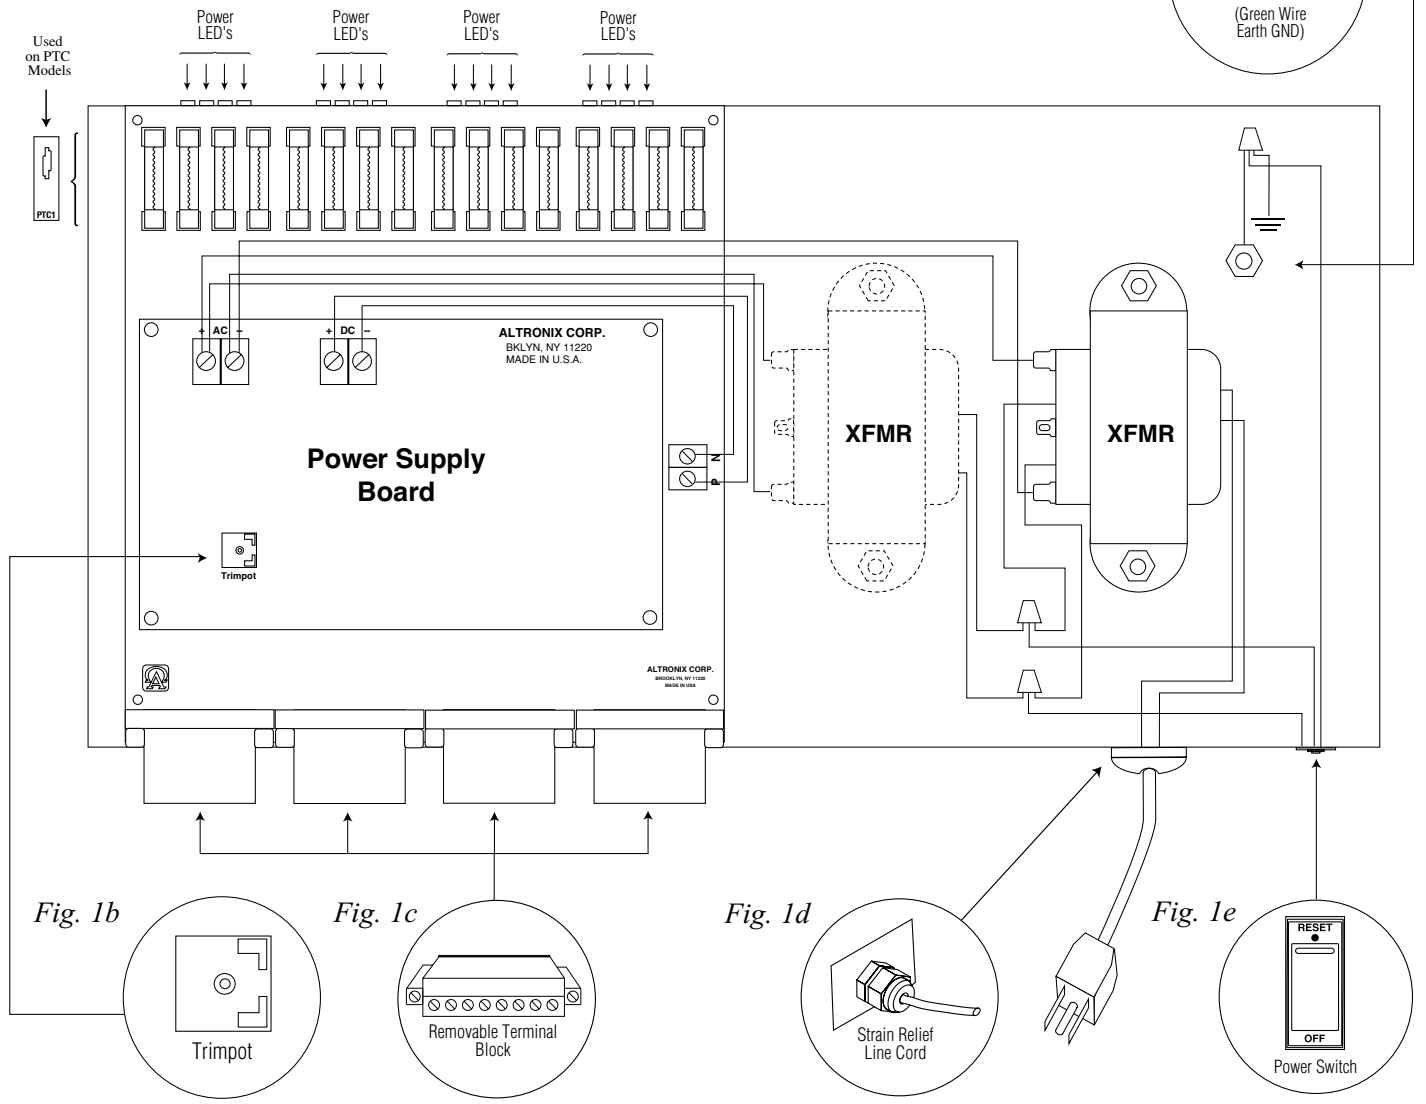 Power
LED's
Power
LED's
Power
LED's
Power
LED's
(Green Wire
Earth GND)
Used
on PTC
Models
PTC1
+ AC –
+ DC –
ALTRONIX CORP.
BKLYN, NY 11220
MADE IN U.S.A.
Power Supply
Board
N
P
XFMR
XFMR
Trimpot
ALTRONIX CORP.
BROOKLYN, NY 11220
MADE IN USA
Fig. 1b
Trimpot
Fig. 1c
Removable Terminal
Block
Fig. 1d
Strain Relief
Line Cord
Fig. 1e
RESET
OFF
Power Switch